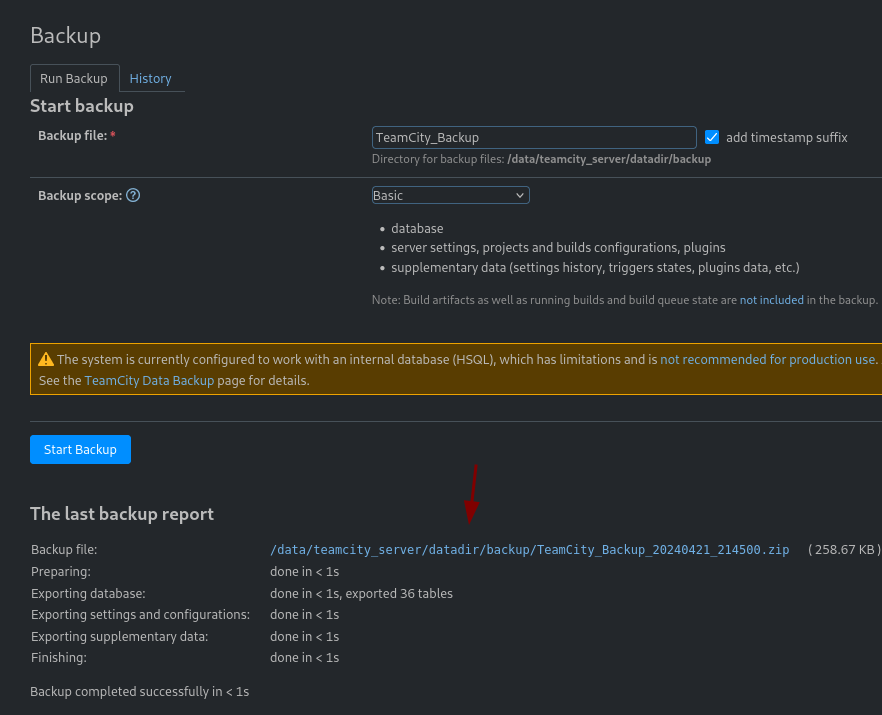 Backup
Run Backup History
Start backup
Backup file: * TeamCity_Backup add timestamp suffix
Directory for backup files: /data/teamcity_server/datadir/backup
Backup scope: ? Basic
• database
• server settings, projects and builds configurations, plugins
• supplementary data (settings history, triggers states, plugins data, etc.)
Note: Build artifacts as well as running builds and build queue state are not included in the backup.
The system is currently configured to work with an internal database (HSQL), which has limitations and is not recommended for production use.
See the TeamCity Data Backup page for details.
Start Backup
The last backup report
Backup file: /data/teamcity_server/datadir/backup/TeamCity_Backup_20240421_214500.zip (258.67 KB)
Preparing: done in < 1s
Exporting database: done in < 1s, exported 36 tables
Exporting settings and configurations: done in < 1s
Exporting supplementary data: done in < 1s
Finishing: done in < 1s
Backup completed successfully in < 1s